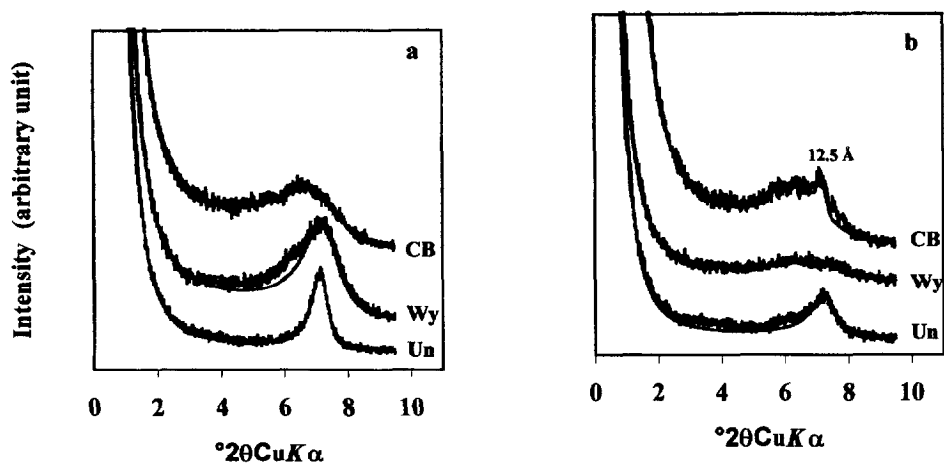 Intensity (arbitrary unit)
a
CB
Wy
Un
0 2 4 6 8 10
°2θCuKα
b
12.5 Å
CB
Wy
Un
0 2 4 6 8 10
°2θCuKα